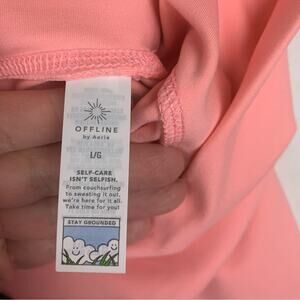 OFFLINE
by Aerie
L/G
SELF-CARE
ISN'T SELFISH.
From couchsurfing
to sweating it out,
we're here for it all.
Take time for you!
STAY GROUNDED